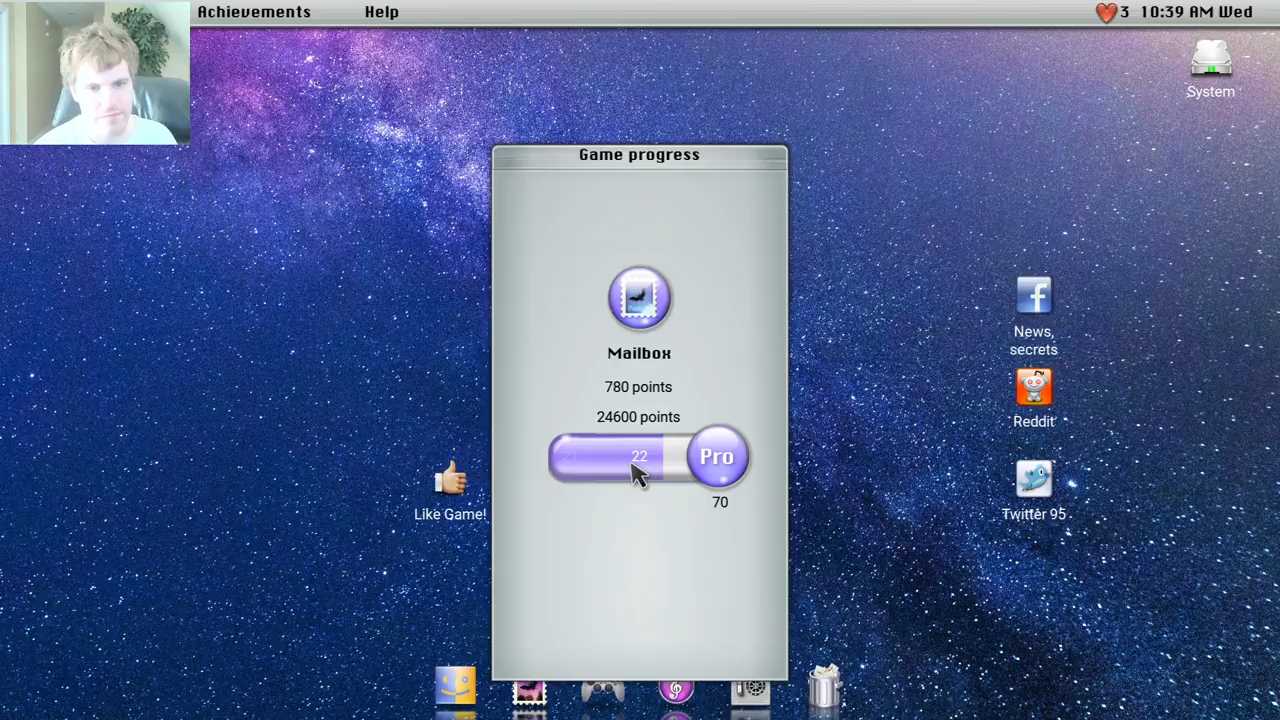 Achievements Help 3 10:39 AM Wed
System
Game progress
Mailbox
780 points
24600 points
22 Pro
70
Like Game!
News,
secrets
Reddit
Twitter 95